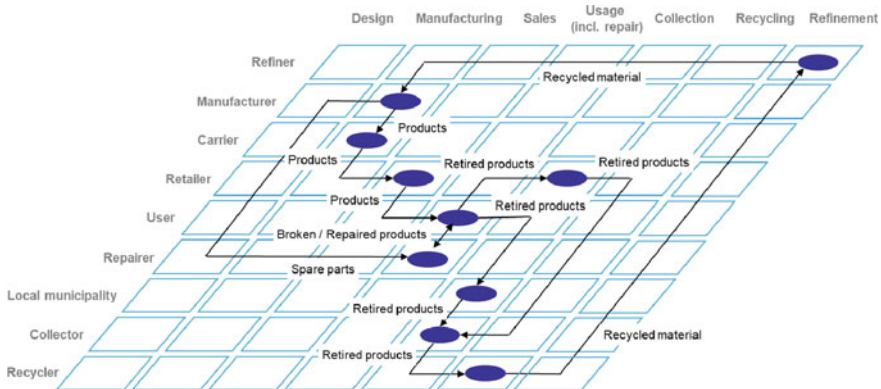 Design Manufacturing Sales Usage (incl. repair) Collection Recycling Refinement
Refiner
Recycled material
Manufacturer
Products
Carrier
Products Retired products Retired products
Retailer
Products Retired products
User
Broken / Repaired products
Repairer
Spare parts
Local municipality
Retired products
Collector
Recycled material
Retired products
Recycler